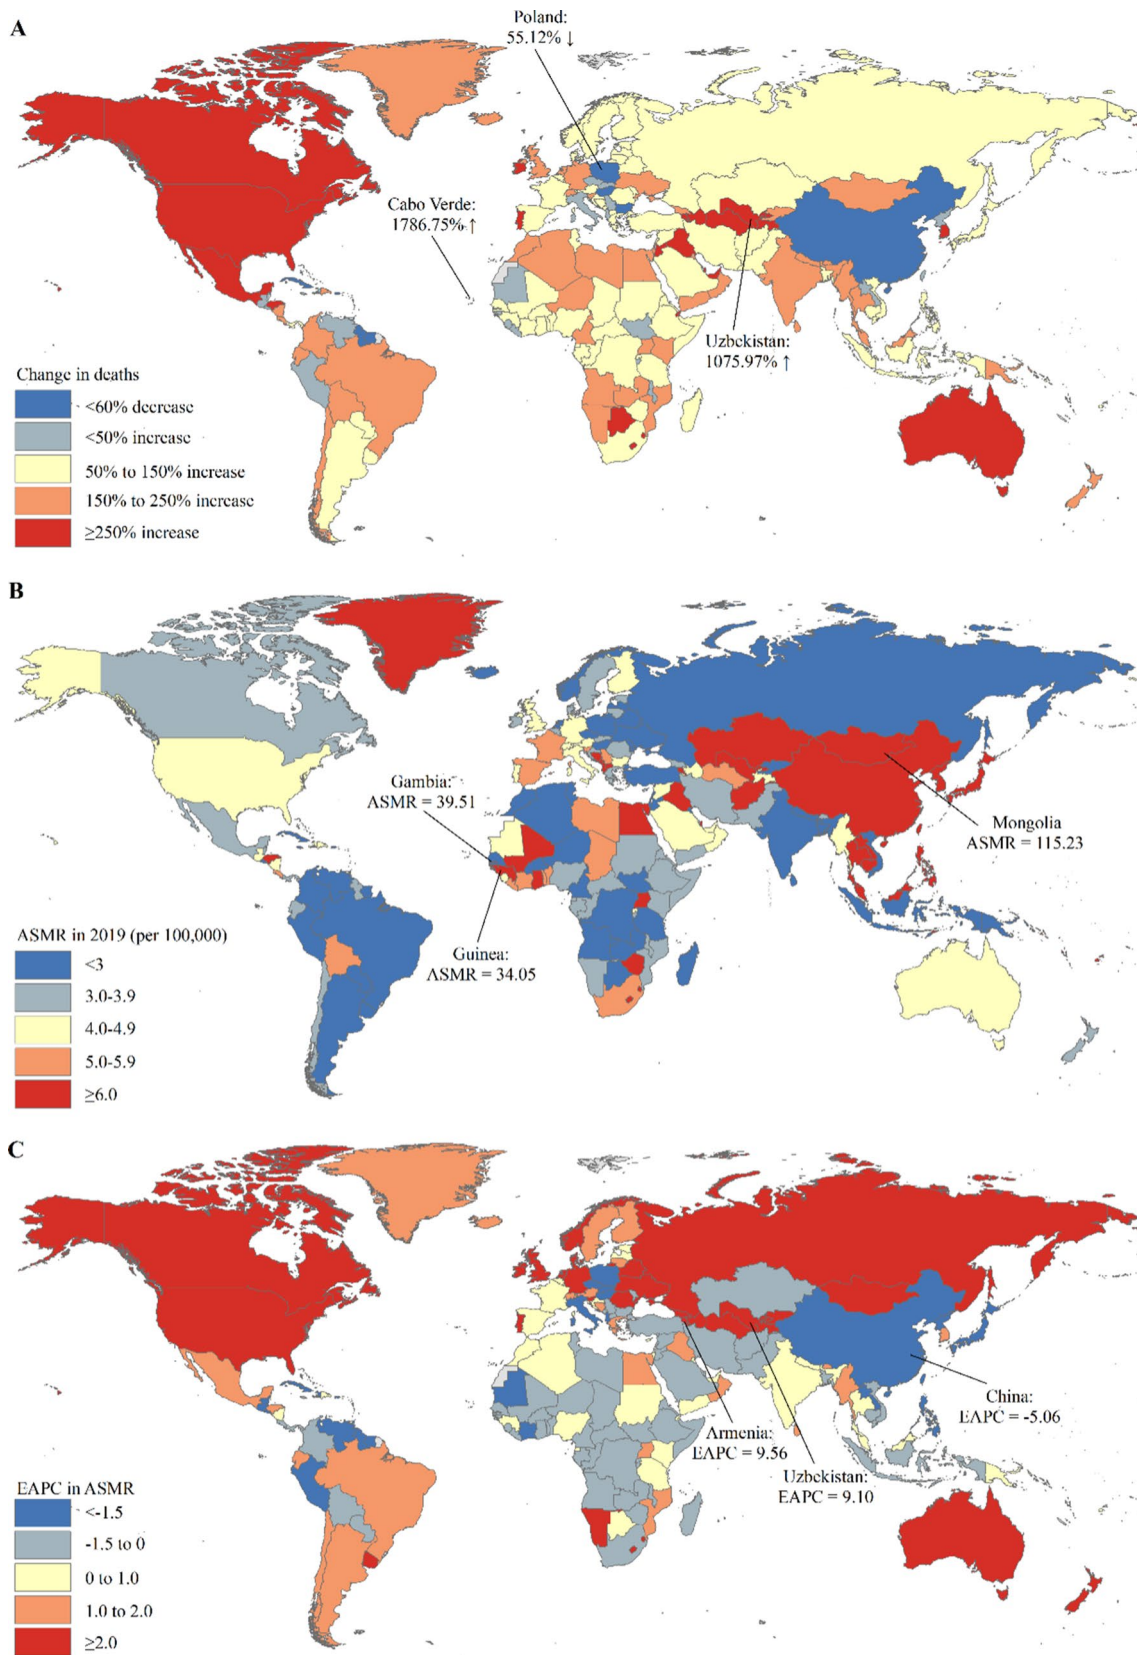 A
Poland:
55.12% ↓
Cabo Verde:
1786.75% ↑
Uzbekistan:
1075.97% ↑
Change in deaths
<60% decrease
<50% increase
50% to 150% increase
150% to 250% increase
≥250% increase
B
Gambia:
ASMR = 39.51
Mongolia
ASMR = 115.23
Guinea:
ASMR = 34.05
ASMR in 2019 (per 100,000)
<3
3.0-3.9
4.0-4.9
5.0-5.9
≥6.0
C
China:
EAPC = -5.06
Armenia:
EAPC = 9.56
Uzbekistan:
EAPC = 9.10
EAPC in ASMR
<-1.5
-1.5 to 0
0 to 1.0
1.0 to 2.0
≥2.0